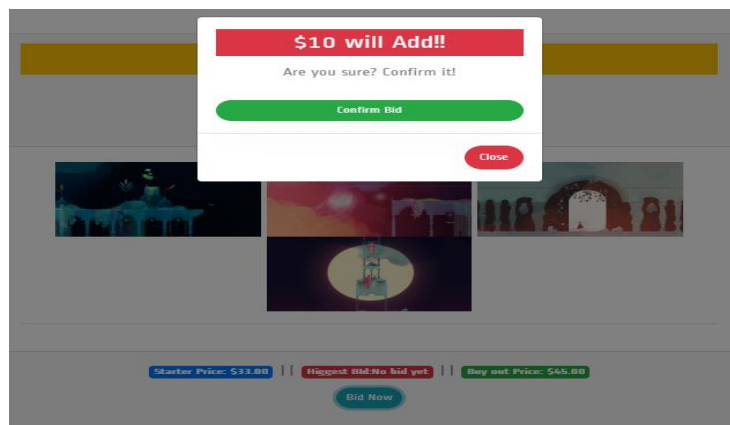 $10 will Add!!
Are you sure? Confirm it!
Confirm Bid
Close
Starter Price: $33.00 || Higgest Bid:No bid yet || Buy out Price: $45.00
Bid Now